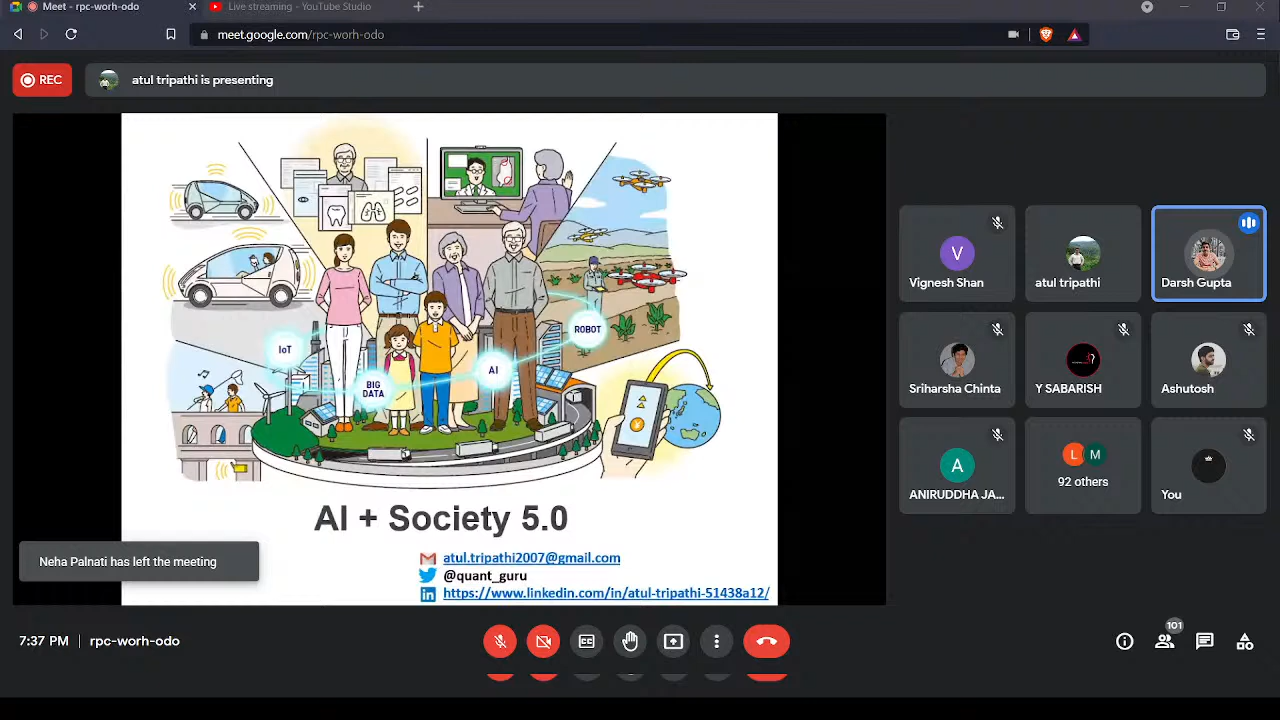 Meet - rpc-worh-odo
Live streaming - YouTube Studio
meet.google.com/rpc-worh-odo
REC
atul tripathi is presenting
IoT
BIG
DATA
AI
ROBOT
AI + Society 5.0
atul.tripathi2007@gmail.com
@quant_guru
https://www.linkedin.com/in/atul-tripathi-51438a12/
Neha Palnati has left the meeting
V
Vignesh Shan
atul tripathi
Darsh Gupta
Sriharsha Chinta
Y SABARISH
Ashutosh
A
ANIRUDDHA JA...
L
M
92 others
You
7:37 PM
rpc-worh-odo
CC
101